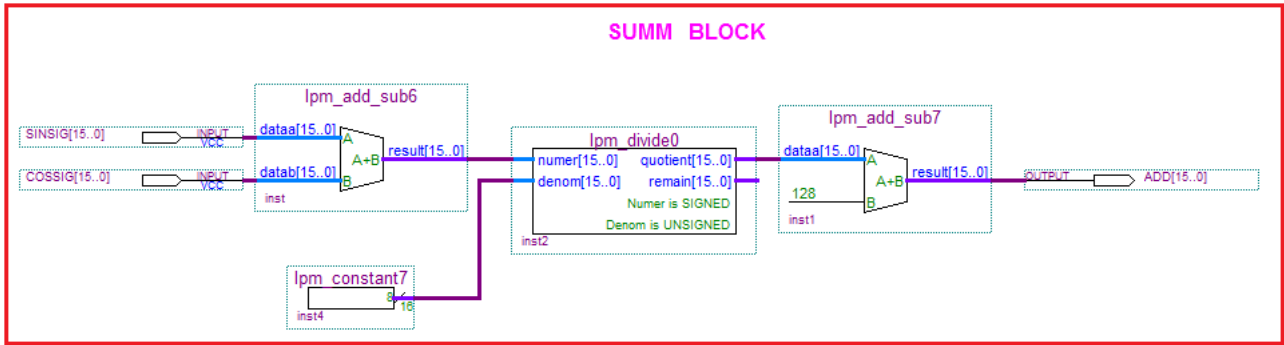 SUMM BLOCK
lpm_add_sub6
SINSIG[15..0]
INPUT
VCC
dataa[15..0]
A
A+B
result[15..0]
COSSIG[15..0]
INPUT
VCC
datab[15..0]
B
inst
lpm_constant7
8
16
inst4
lpm_divide0
numer[15..0] quotient[15..0]
denom[15..0] remain[15..0]
Numer is SIGNED
Denom is UNSIGNED
inst2
lpm_add_sub7
dataa[15..0]
A
A+B
result[15..0]
128
B
inst1
OUTPUT
ADD[15..0]